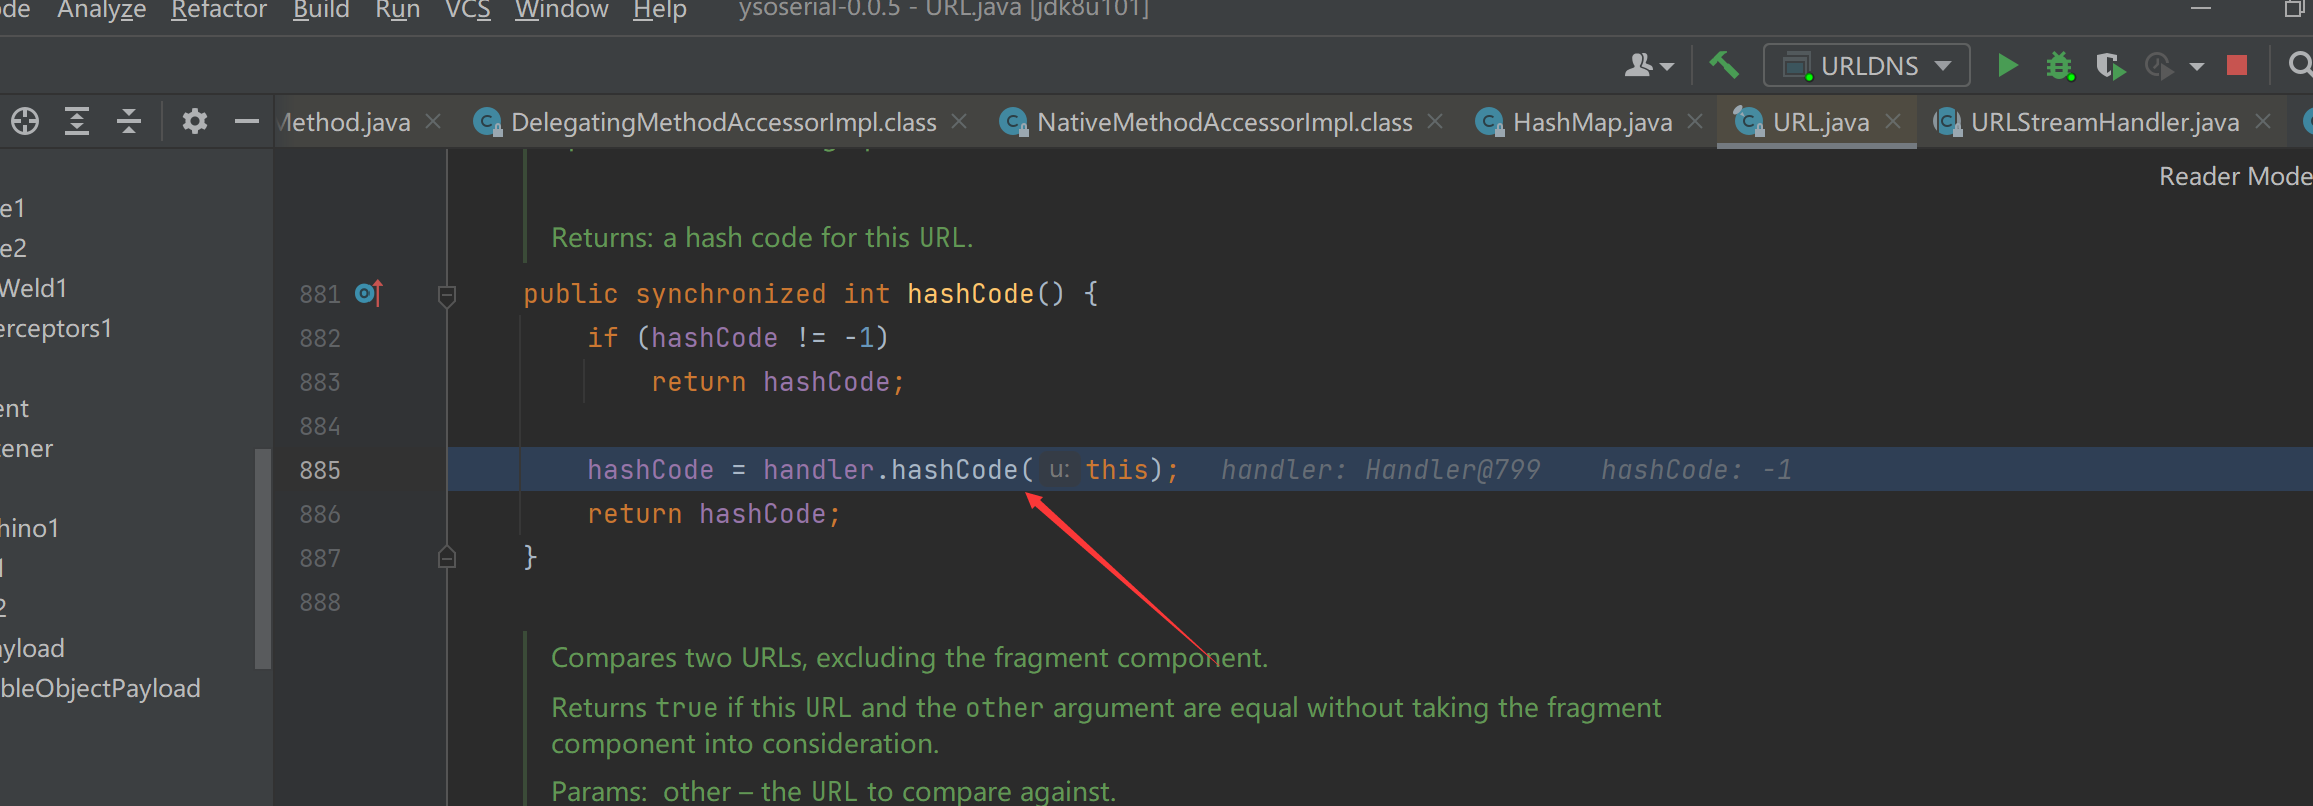 de Analyze Refactor Build Run VCS Window Help ysoserial-0.0.5 - URL.java [jdk8u101]
URLDNS
Method.java DelegatingMethodAccessorImpl.class NativeMethodAccessorImpl.class HashMap.java URL.java URLStreamHandler.java
Reader Mode
e1
e2
Weld1
erceptors1
ent
tener
hino1
1
2
yload
bleObjectPayload
Returns: a hash code for this URL.
881 public synchronized int hashCode() {
882 if (hashCode != -1)
883 return hashCode;
884
885 hashCode = handler.hashCode( u: this); handler: Handler@799 hashCode: -1
886 return hashCode;
887 }
888
Compares two URLs, excluding the fragment component.
Returns true if this URL and the other argument are equal without taking the fragment
component into consideration.
Params: other – the URL to compare against.